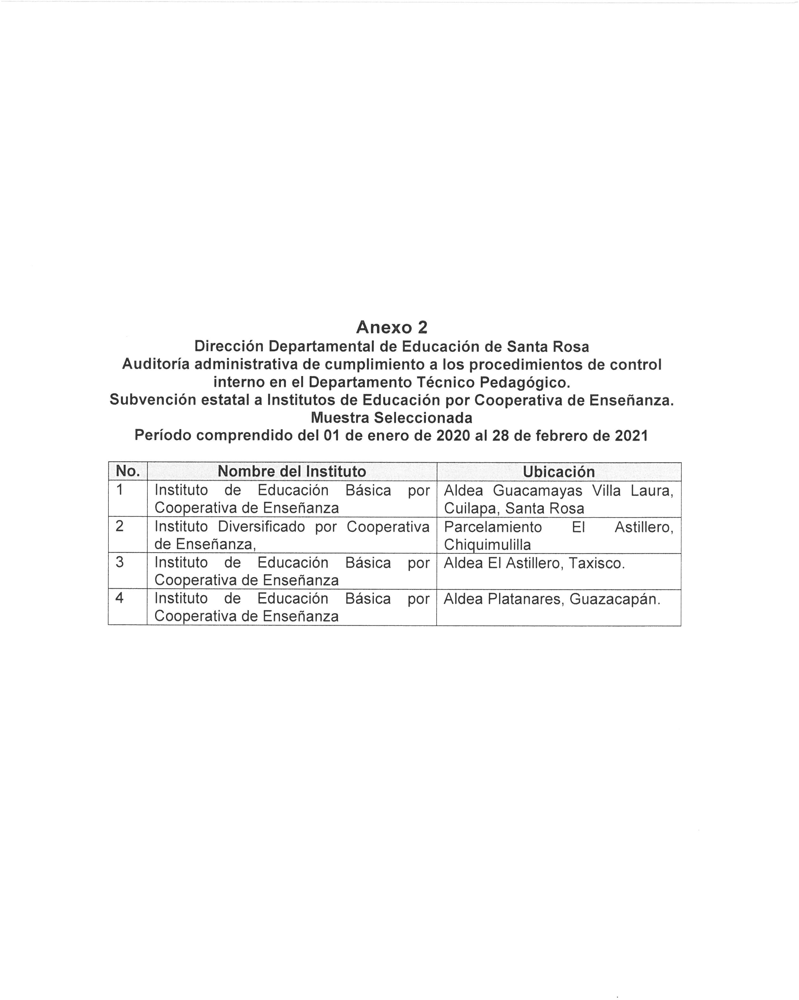 Anexo 2
Dirección Departamental de Educación de Santa Rosa
Auditoría administrativa de cumplimiento a los procedimientos de control
interno en el Departamento Técnico Pedagógico.
Subvención estatal a Institutos de Educación por Cooperativa de Enseñanza.
Muestra Seleccionada
Período comprendido del 01 de enero de 2020 al 28 de febrero de 2021
No. Nombre del Instituto Ubicación
1 Instituto de Educación Básica por Aldea Guacamayas Villa Laura,
Cooperativa de Enseñanza Cuilapa, Santa Rosa
2 Instituto Diversificado por Cooperativa Parcelamiento El Astillero,
de Enseñanza, Chiquimulilla
3 Instituto de Educación Básica por Aldea El Astillero, Taxisco.
Cooperativa de Enseñanza
4 Instituto de Educación Básica por Aldea Platanares, Guazacapán.
Cooperativa de Enseñanza